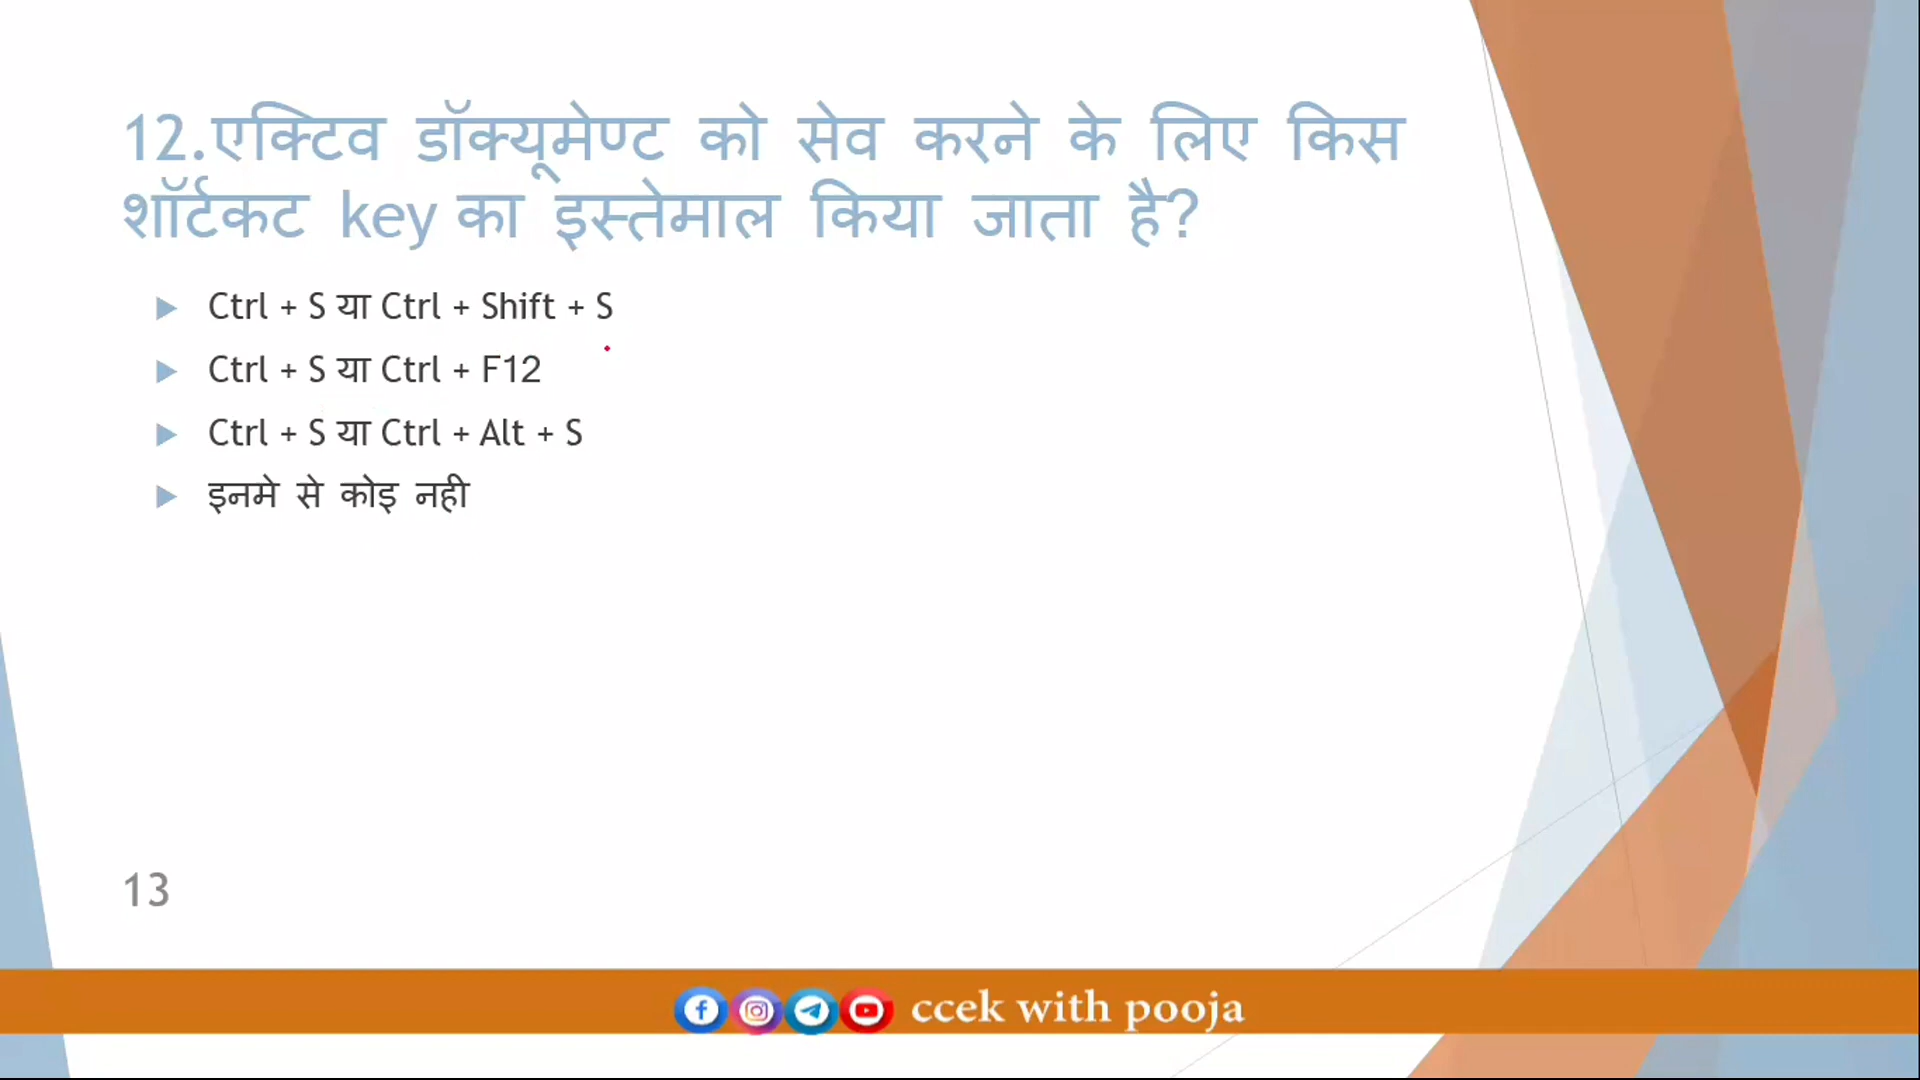 12.एक्टिव डॉक्यूमेण्ट को सेव करने के लिए किस
शॉर्टकट key का इस्तेमाल किया जाता है?
Ctrl + S या Ctrl + Shift + S
Ctrl + S या Ctrl + F12
Ctrl + S या Ctrl + Alt + S
इनमे से कोइ नही
13
ccek with pooja